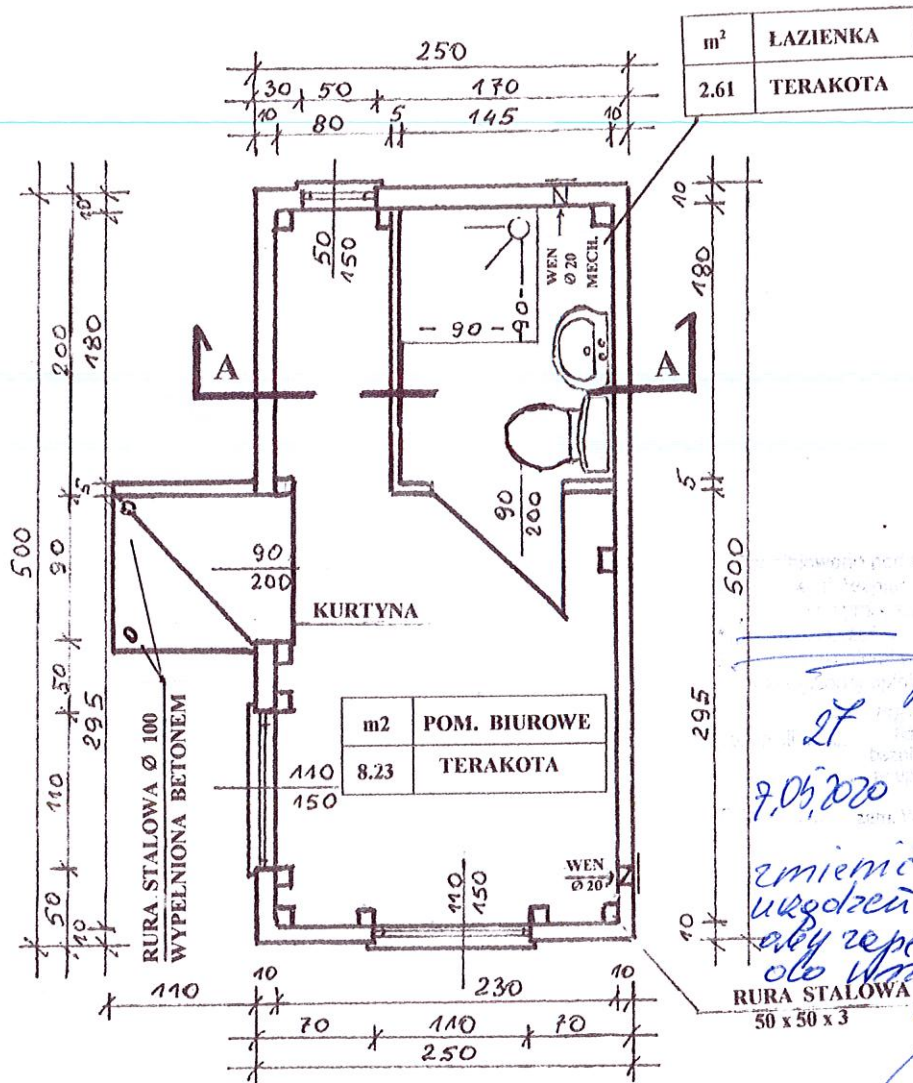 m² ŁAZIENKA
2.61 TERAKOTA
250
30 50 170
10 80 5 145 10
10
200
180
5
500
90
50
295
110
50
10
50
150
WEN
Ø 20
MECH.
- 90 -
90-
A
A
90
200
10
180
5
500
295
10
90
200
KURTYNA
m2 POM. BIUROWE
8.23 TERAKOTA
RURA STALOWA Ø 100
WYPEŁNIONA BETONEM
110
150
110
150
WEN
Ø 20
27
7,05,2020
zmienić
aby
RURA STALOWA
50 x 50 x 3
110
10 230 10
70 110 70
250